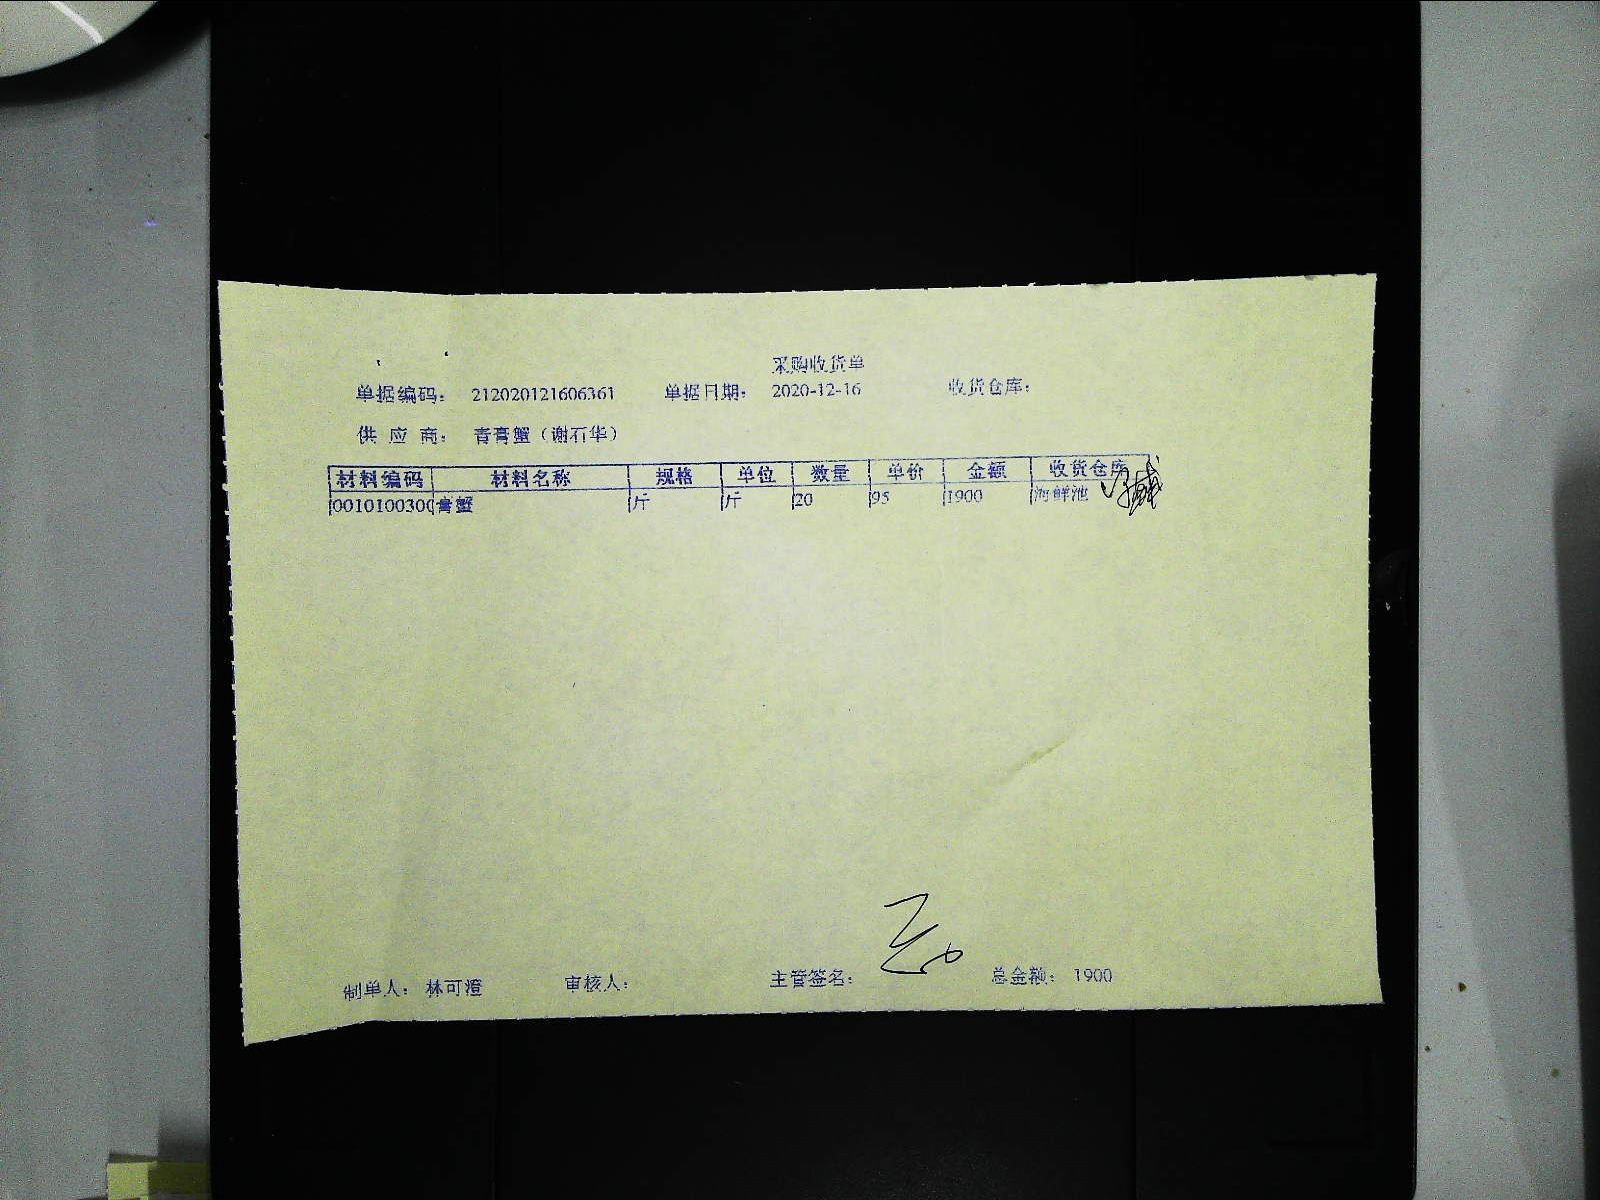 采购收货单
单据编码: 212020121606361 单据日期: 2020-12-16 收货仓库:
供应商: 青膏蟹（谢石华）
材料编码 材料名称 规格 单位 数量 单价 金额 收货仓库
0010100300 膏蟹 斤 斤 20 95 1900 海鲜池
制单人: 林可澄 审核人: 主管签名: 总金额: 1900